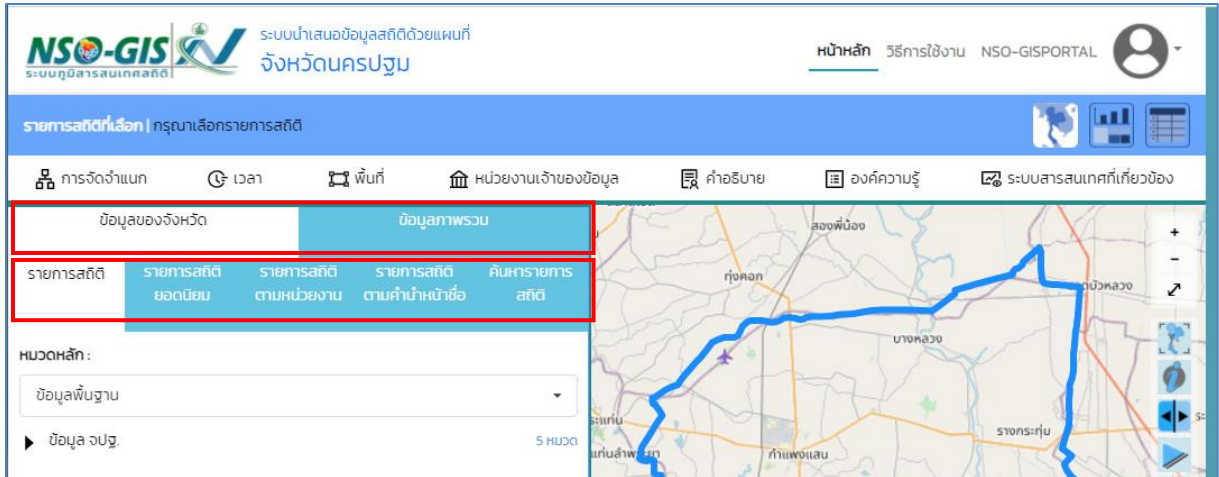 NSO-GIS
ระบบภูมิสารสนเทศสถิติ
ระบบนำเสนอข้อมูลสถิติด้วยแผนที่
จังหวัดนครปฐม
หน้าหลัก วิธีการใช้งาน NSO-GISPORTAL
รายการสถิติที่เลือก | กรุณาเลือกรายการสถิติ
การจัดจำแนก เวลา พื้นที่ หน่วยงานเจ้าของข้อมูล คำอธิบาย องค์ความรู้ ระบบสารสนเทศที่เกี่ยวข้อง
ข้อมูลของจังหวัด ข้อมูลภาพรวม
รายการสถิติ รายการสถิติ รายการสถิติ รายการสถิติ ค้นหารายการ
ยอดนิยม ตามหน่วยงาน ตามคำนำหน้าชื่อ สถิติ
หมวดหลัก :
ข้อมูลพื้นฐาน
ข้อมูล จปฐ. 5 หมวด
สองพี่น้อง
+
ทุ่งคอก
-
บางหลวง
รางกระทุ่ม
กำแพงแสน